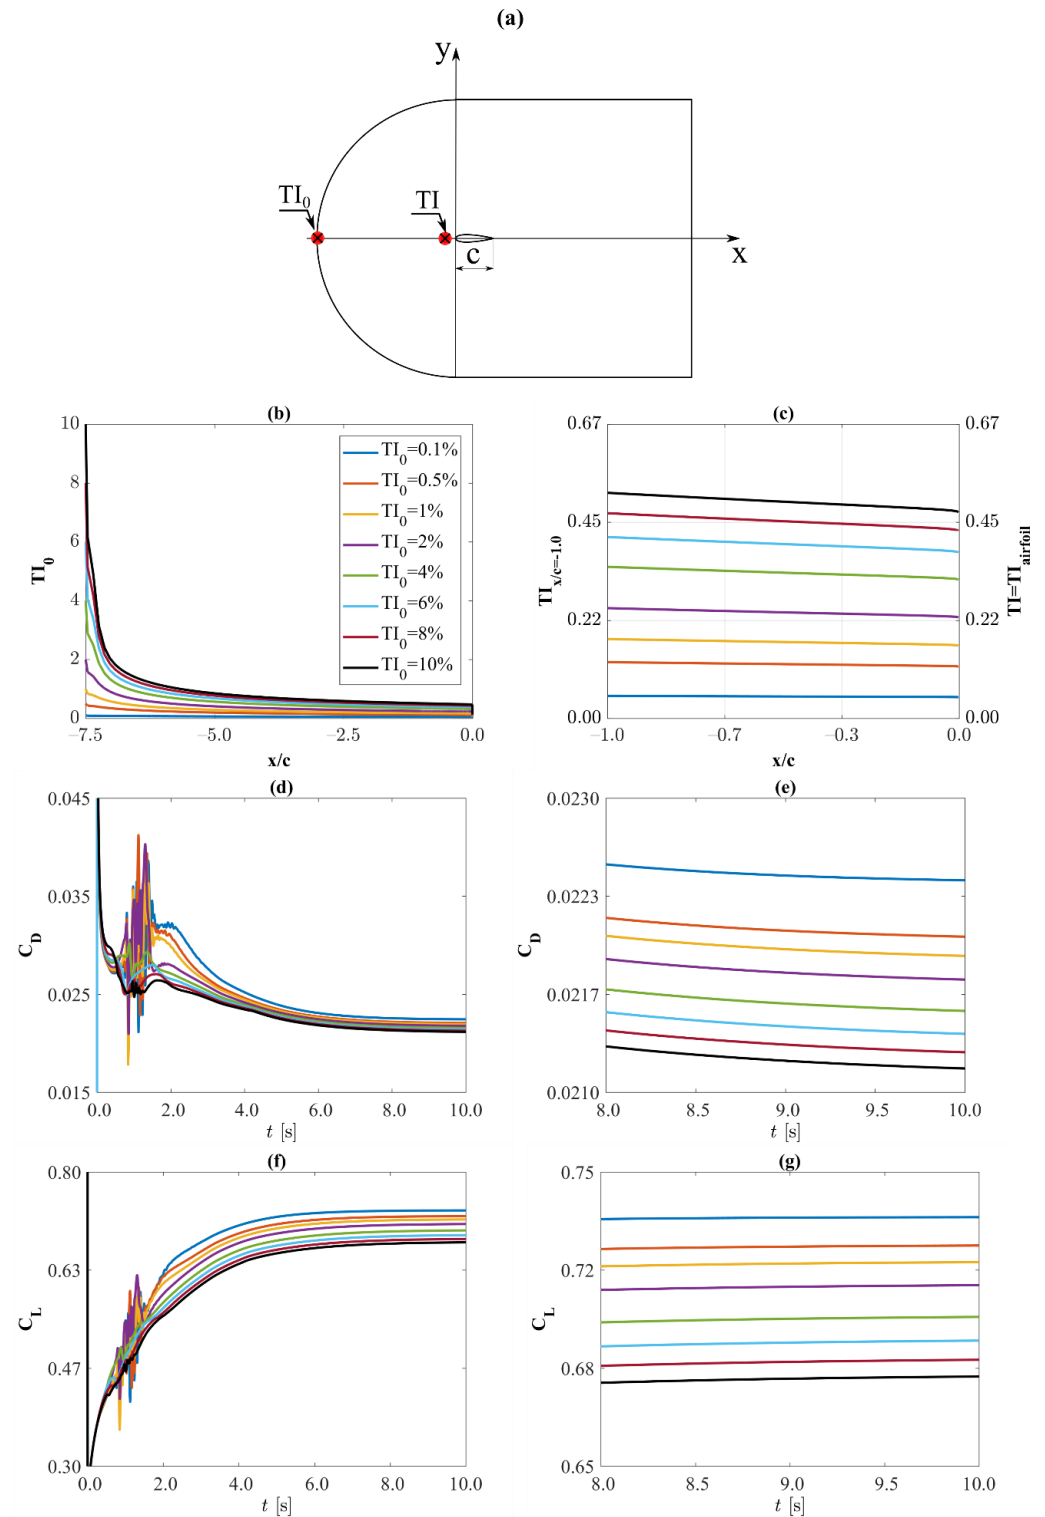 (a)
y
TI0
TI
c
x
(b)
10
8
6
4
2
0
TI0
−7.5
−5.0
−2.5
0.0
x/c
TI0=0.1%
TI0=0.5%
TI0=1%
TI0=2%
TI0=4%
TI0=6%
TI0=8%
TI0=10%
(c)
0.67
0.45
0.22
0.00
TIx/c=-1.0
0.67
0.45
0.22
0.00
TI=TIairfoil
−1.0
−0.7
−0.3
0.0
x/c
(d)
0.045
0.035
0.025
0.015
CD
0.0
2.0
4.0
6.0
8.0
10.0
t [s]
(e)
0.0230
0.0223
0.0217
0.0210
CD
8.0
8.5
9.0
9.5
10.0
t [s]
(f)
0.80
0.63
0.47
0.30
CL
0.0
2.0
4.0
6.0
8.0
10.0
t [s]
(g)
0.75
0.72
0.68
0.65
CL
8.0
8.5
9.0
9.5
10.0
t [s]